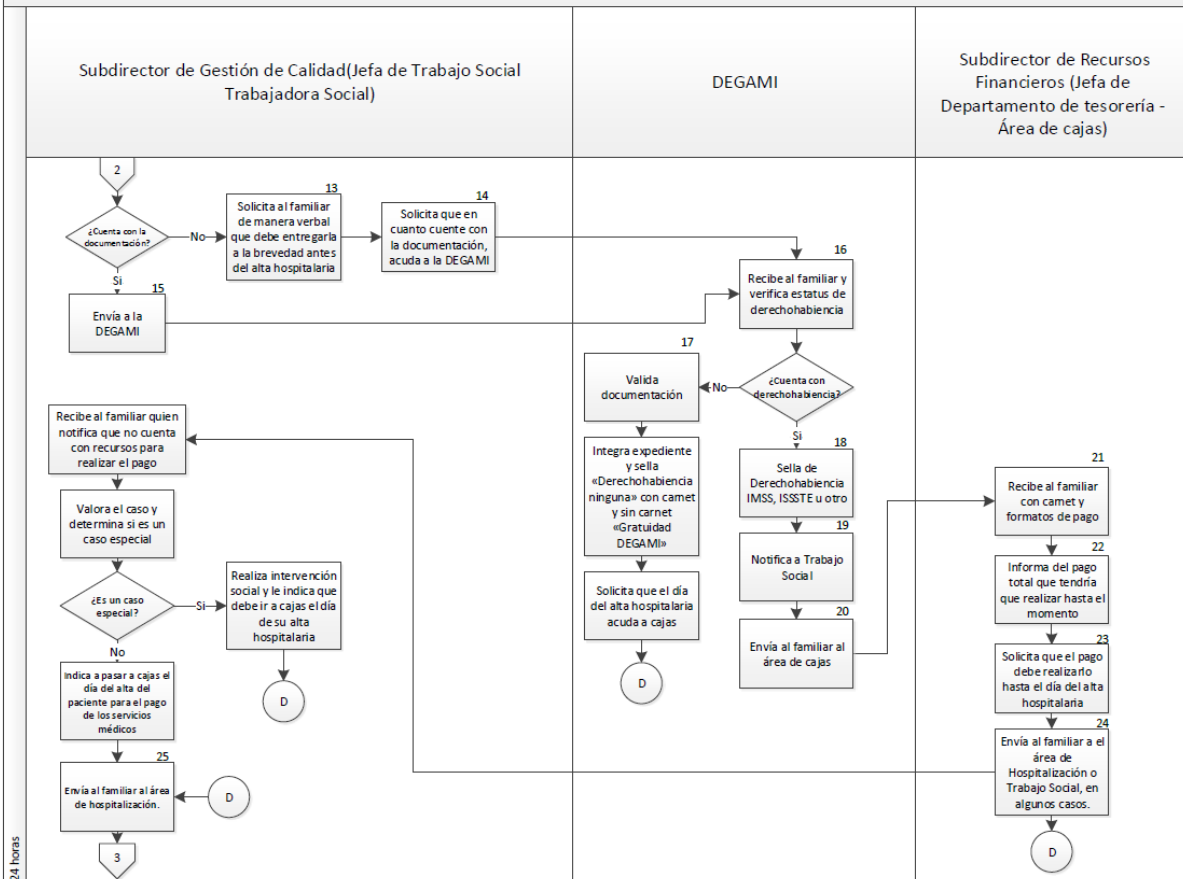 Subdirector de Gestión de Calidad(Jefa de Trabajo Social
Trabajadora Social)
DEGAMI
Subdirector de Recursos
Financieros (Jefa de
Departamento de tesorería -
Área de cajas)
2
¿Cuenta con la
documentación?
No
Si
13
Solicita al familiar
de manera verbal
que debe entregarla
a la brevedad antes
del alta hospitalaria
14
Solicita que en
cuanto cuente con
la documentación,
acuda a la DEGAMI
15
Envía a la
DEGAMI
16
Recibe al familiar y
verifica estatus de
derechohabiencia
¿Cuenta con
derechohabiencia?
No
Si
17
Valida
documentación
Integra expediente
y sella
«Derechohabiencia
ninguna» con carnet
y sin carnet
«Gratuidad
DEGAMI»
Solicita que el día
del alta hospitalaria
acuda a cajas
D
18
Sella de
Derechohabiencia
IMSS, ISSSTE u otro
19
Notifica a Trabajo
Social
20
Envía al familiar al
área de cajas
21
Recibe al familiar
con carnet y
formatos de pago
22
Informa del pago
total que tendría
que realizar hasta el
momento
23
Solicita que el pago
debe realizarlo
hasta el día del alta
hospitalaria
24
Envía al familiar a el
área de
Hospitalización o
Trabajo Social, en
algunos casos.
D
Recibe al familiar quien
notifica que no cuenta
con recursos para
realizar el pago
Valora el caso y
determina si es un
caso especial
¿Es un caso
especial?
Si
No
Realiza intervención
social y le indica que
debe ir a cajas el día
de su alta
hospitalaria
D
Indica a pasar a cajas el
día del alta del
paciente para el pago
de los servicios
médicos
25
Envía al familiar al área
de hospitalización.
D
3
24 horas